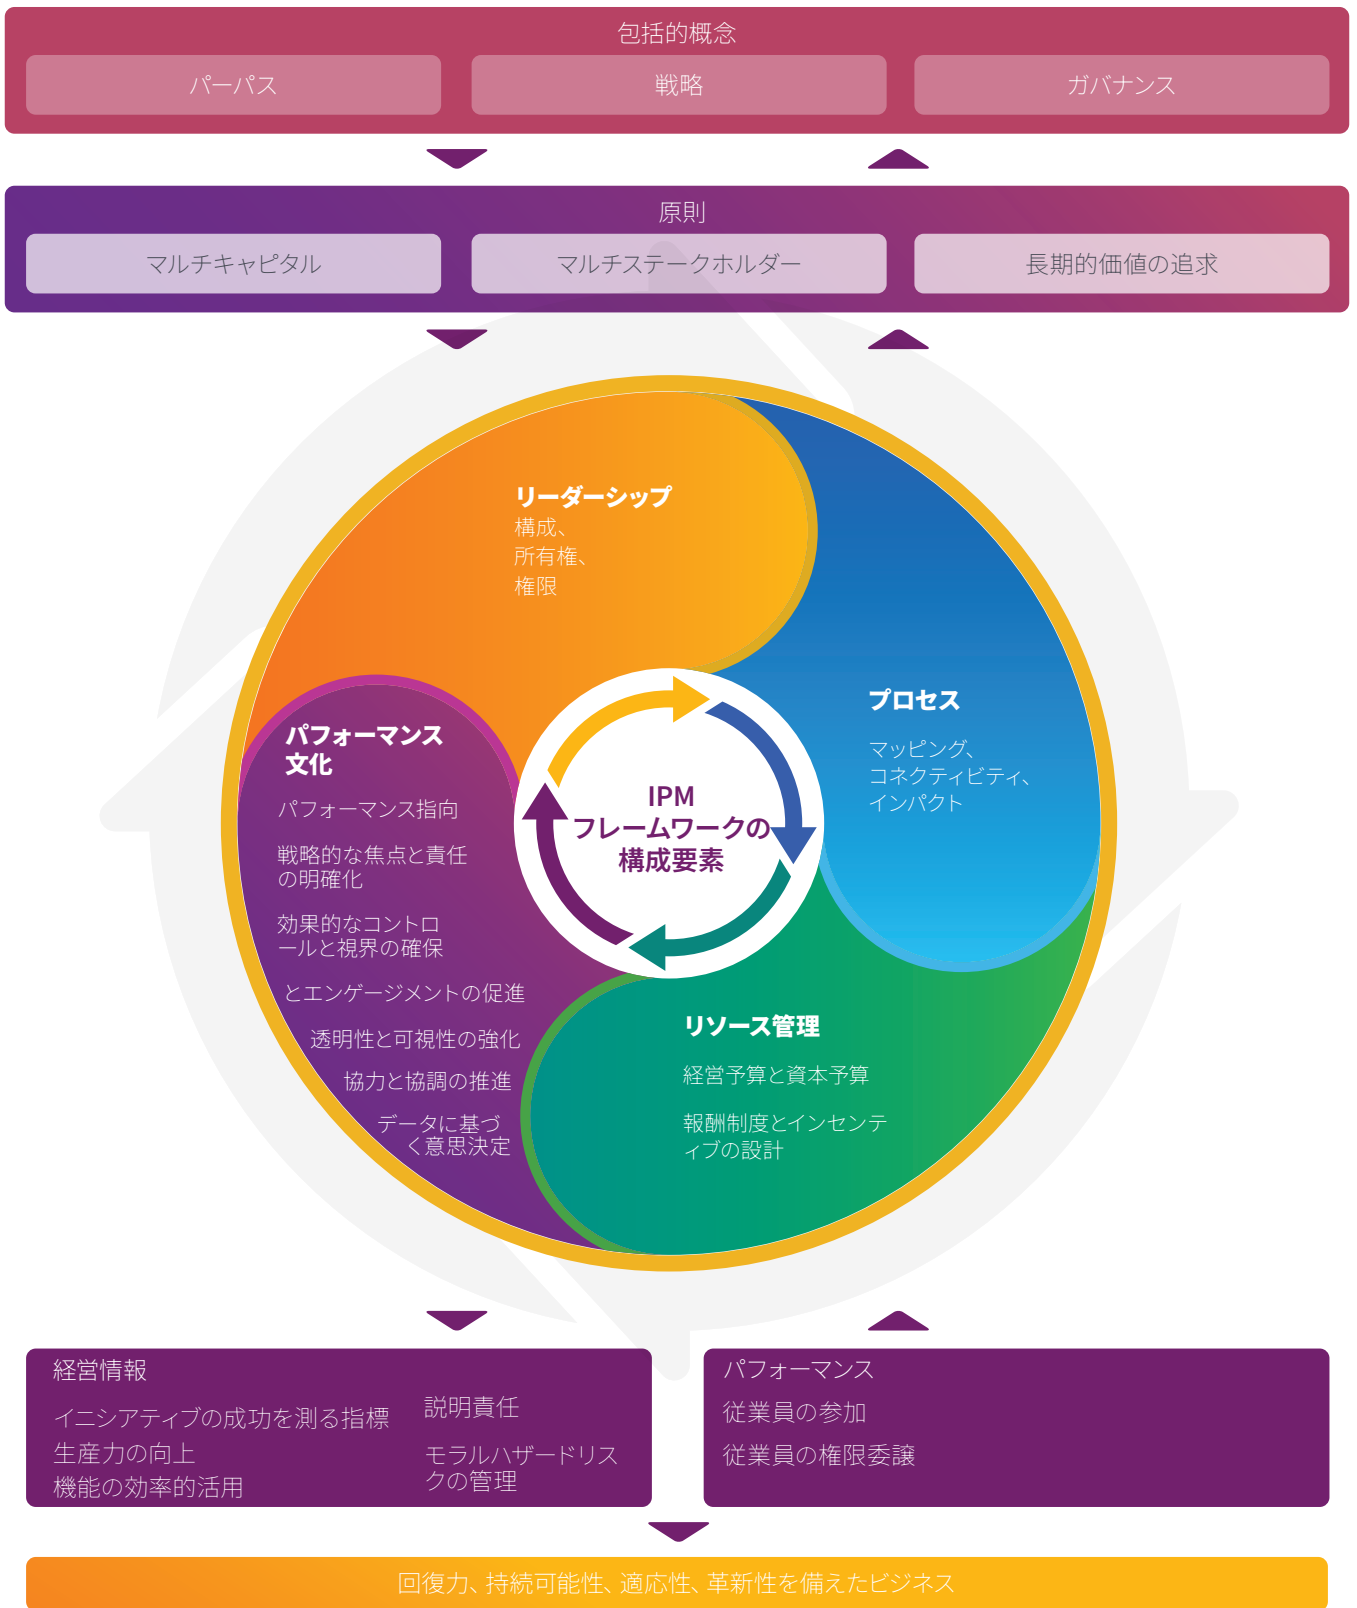 包括的概念
パーパス
戦略
ガバナンス
原則
マルチキャピタル
マルチステークホルダー
長期的価値の追求
リーダーシップ
構成、
所有権、
権限
プロセス
マッピング、
コネクティビティ、
インパクト
パフォーマンス
文化
パフォーマンス指向
戦略的な焦点と責任
の明確化
効果的なコントロ
ールと視界の確保
とエンゲージメントの促進
透明性と可視性の強化
協力と協調の推進
データに基づ
く意思決定
IPM
フレームワークの
構成要素
リソース管理
経営予算と資本予算
報酬制度とインセンテ
ィブの設計
経営情報
イニシアティブの成功を測る指標
生産力の向上
機能の効率的活用
説明責任
モラルハザードリス
クの管理
パフォーマンス
従業員の参加
従業員の権限委譲
回復力、持続可能性、適応性、革新性を備えたビジネス